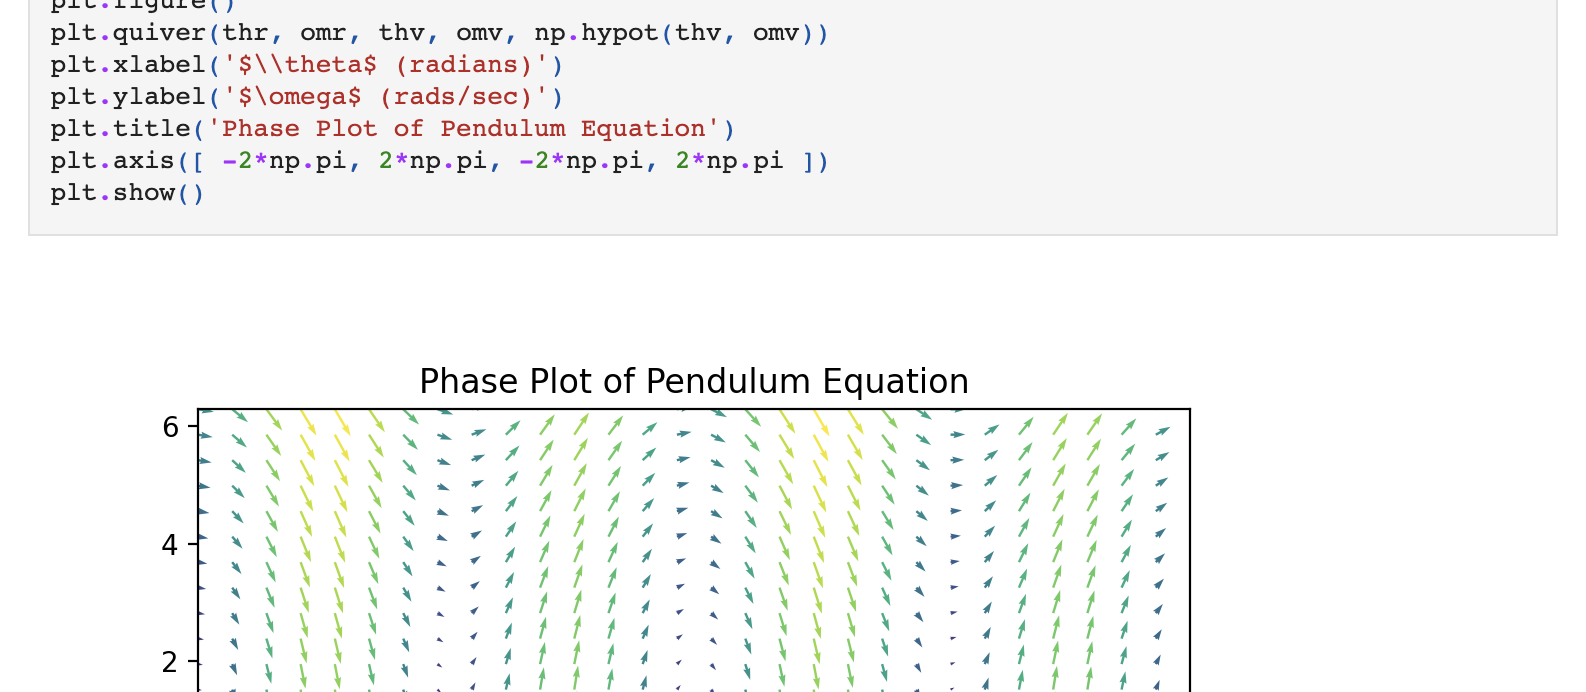 plt.figure()
plt.quiver(thr, omr, thv, omv, np.hypot(thv, omv))
plt.xlabel('$\\theta$ (radians)')
plt.ylabel('$\omega$ (rads/sec)')
plt.title('Phase Plot of Pendulum Equation')
plt.axis([ -2*np.pi, 2*np.pi, -2*np.pi, 2*np.pi ])
plt.show()
Phase Plot of Pendulum Equation
6
4
2